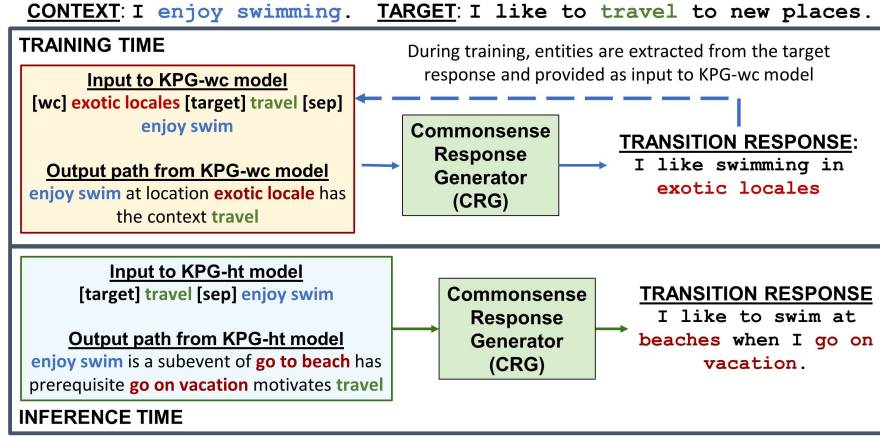 CONTEXT: I enjoy swimming. TARGET: I like to travel to new places.
TRAINING TIME
During training, entities are extracted from the target
response and provided as input to KPG-wc model
Input to KPG-wc model
[wc] exotic locales [target] travel [sep]
enjoy swim
Output path from KPG-wc model
enjoy swim at location exotic locale has
the context travel
Commonsense
Response
Generator
(CRG)
TRANSITION RESPONSE:
I like swimming in
exotic locales
Input to KPG-ht model
[target] travel [sep] enjoy swim
Output path from KPG-ht model
enjoy swim is a subevent of go to beach has
prerequisite go on vacation motivates travel
Commonsense
Response
Generator
(CRG)
TRANSITION RESPONSE
I like to swim at
beaches when I go on
vacation.
INFERENCE TIME